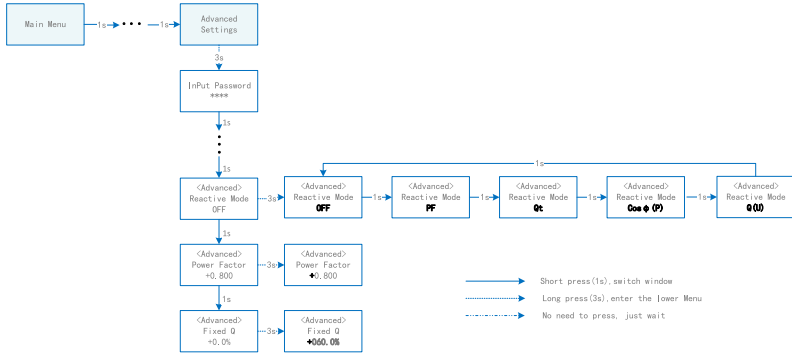 Main Menu
1s
1s
Advanced
Settings
3s
InPut Password
****
1s
1s
1s
<Advanced>
Reactive Mode
OFF
3s
<Advanced>
Reactive Mode
OFF
1s
<Advanced>
Reactive Mode
PF
1s
<Advanced>
Reactive Mode
Qt
1s
<Advanced>
Reactive Mode
Cosφ(P)
1s
<Advanced>
Reactive Mode
Q(U)
1s
<Advanced>
Power Factor
+0.800
3s
<Advanced>
Power Factor
+0.800
1s
<Advanced>
Fixed Q
+0.0%
3s
<Advanced>
Fixed Q
+060.0%
Short press(1s),switch window
Long press(3s),enter the lower Menu
No need to press, just wait